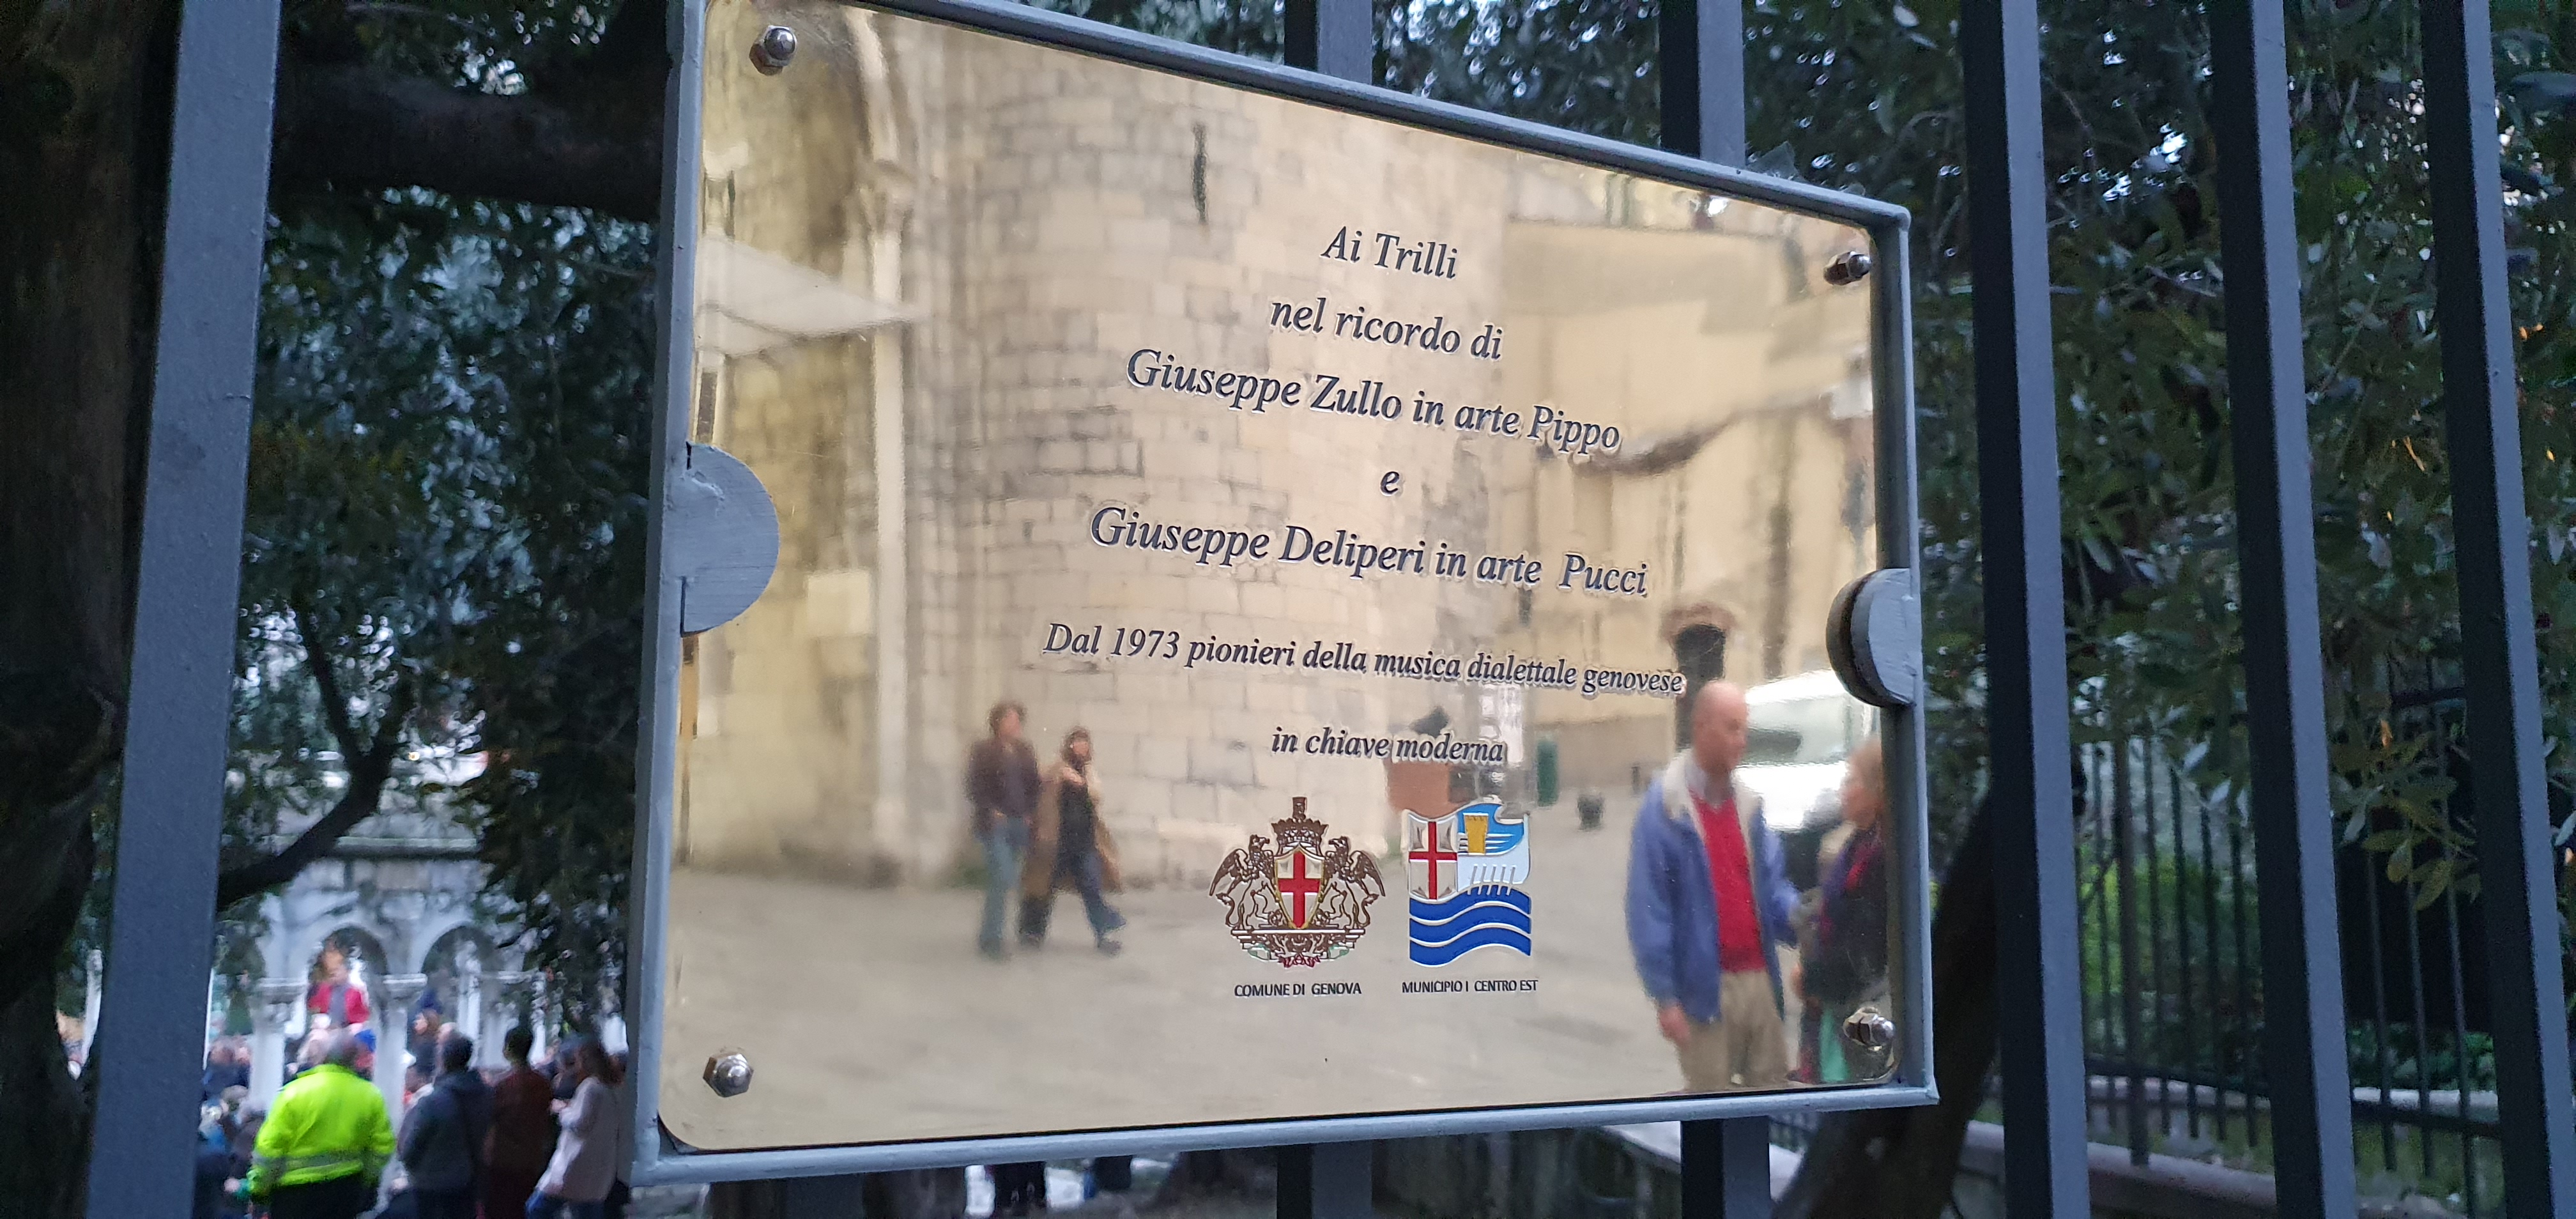 Ai Trilli
nel ricordo di
Giuseppe Zullo in arte Pippo
e
Giuseppe Deliperi in arte Pucci
Dal 1973 pionieri della musica dialettale genovese
in chiave moderna
COMUNE DI GENOVA
MUNICIPIO I CENTRO EST